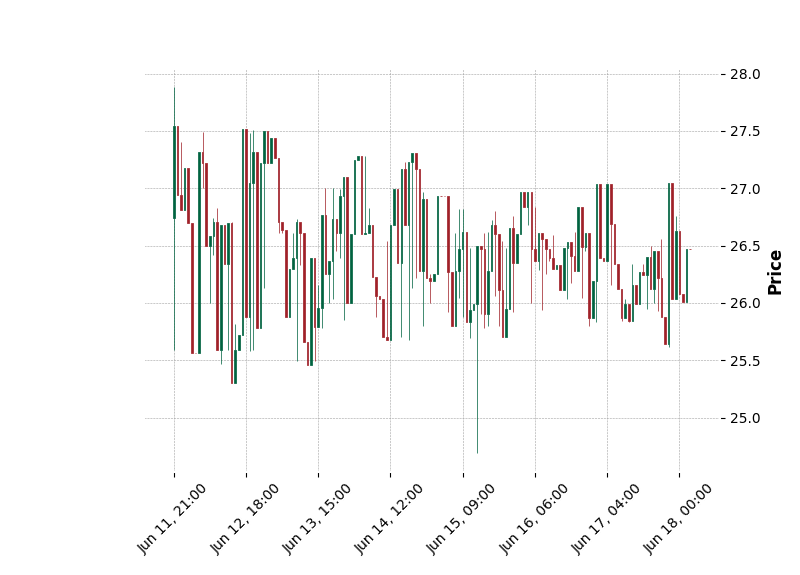 28.0
27.5
27.0
26.5
26.0
25.5
25.0
Price
Jun 11, 21:00
Jun 12, 18:00
Jun 13, 15:00
Jun 14, 12:00
Jun 15, 09:00
Jun 16, 06:00
Jun 17, 04:00
Jun 18, 00:00